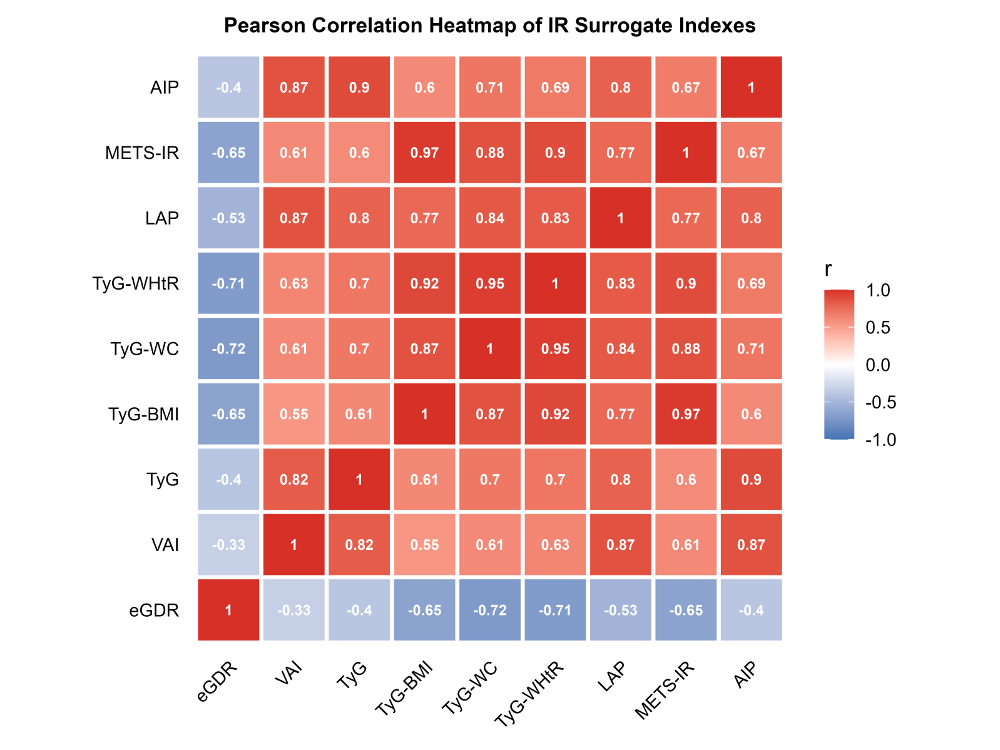 Pearson Correlation Heatmap of IR Surrogate Indexes
AIP -0.4 0.87 0.9 0.6 0.71 0.69 0.8 0.67 1
METS-IR -0.65 0.61 0.6 0.97 0.88 0.9 0.77 1 0.67
LAP -0.53 0.87 0.8 0.77 0.84 0.83 1 0.77 0.8
TyG-WHtR -0.71 0.63 0.7 0.92 0.95 1 0.83 0.9 0.69
TyG-WC -0.72 0.61 0.7 0.87 1 0.95 0.84 0.88 0.71
TyG-BMI -0.65 0.55 0.61 1 0.87 0.92 0.77 0.97 0.6
TyG -0.4 0.82 1 0.61 0.7 0.7 0.8 0.6 0.9
VAI -0.33 1 0.82 0.55 0.61 0.63 0.87 0.61 0.87
eGDR 1 -0.33 -0.4 -0.65 -0.72 -0.71 -0.53 -0.65 -0.4
eGDR VAI TyG TyG-BMI TyG-WC TyG-WHtR LAP METS-IR AIP
r
1.0
0.5
0.0
-0.5
-1.0